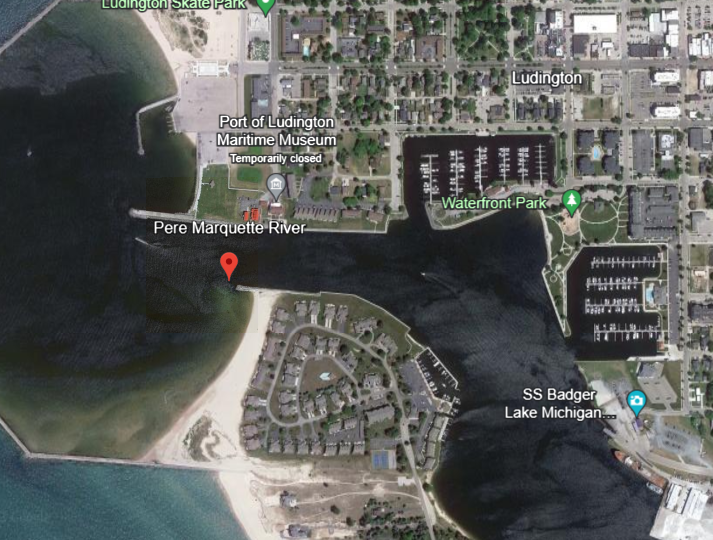 Ludington Skate Park
Ludington
Port of Ludington
Maritime Museum
Temporarily closed
Waterfront Park
Pere Marquette River
SS Badger
Lake Michigan...